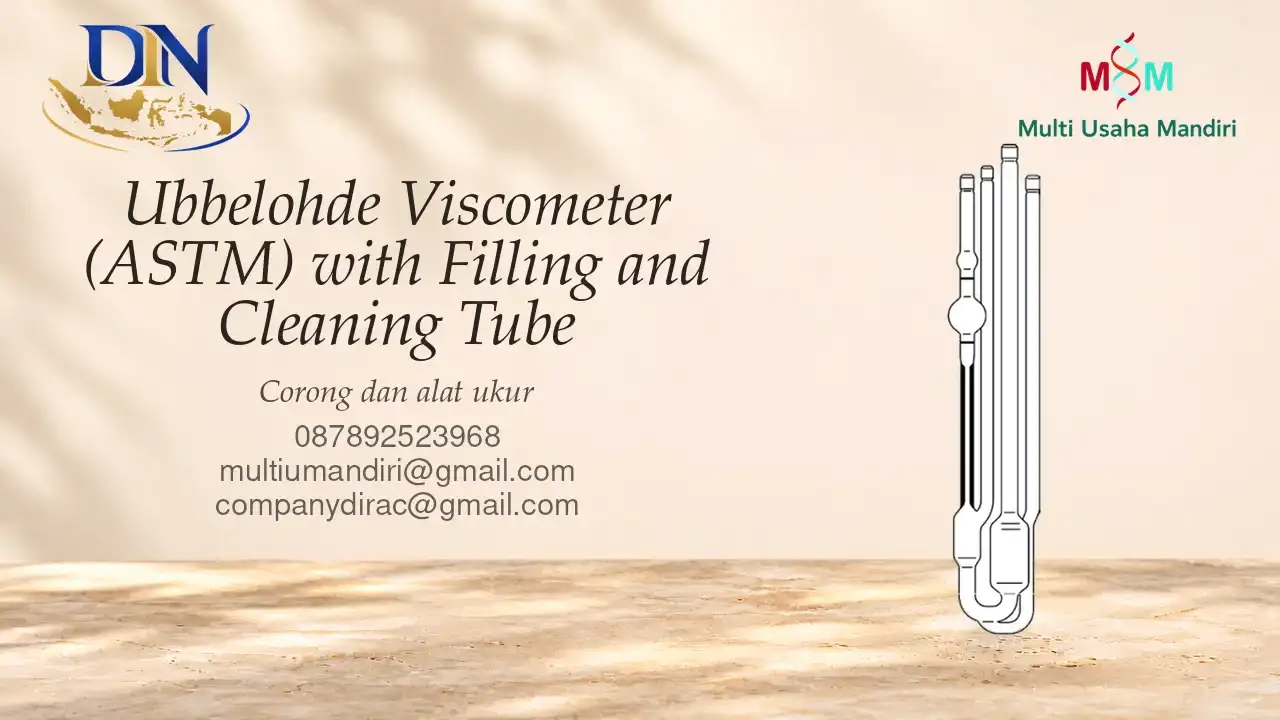 DIN
MSM
Multi Usaha Mandiri
Ubbelohde Viscometer
(ASTM) with Filling and
Cleaning Tube
Corong dan alat ukur
087892523968
multiumandiri@gmail.com
companydirac@gmail.com